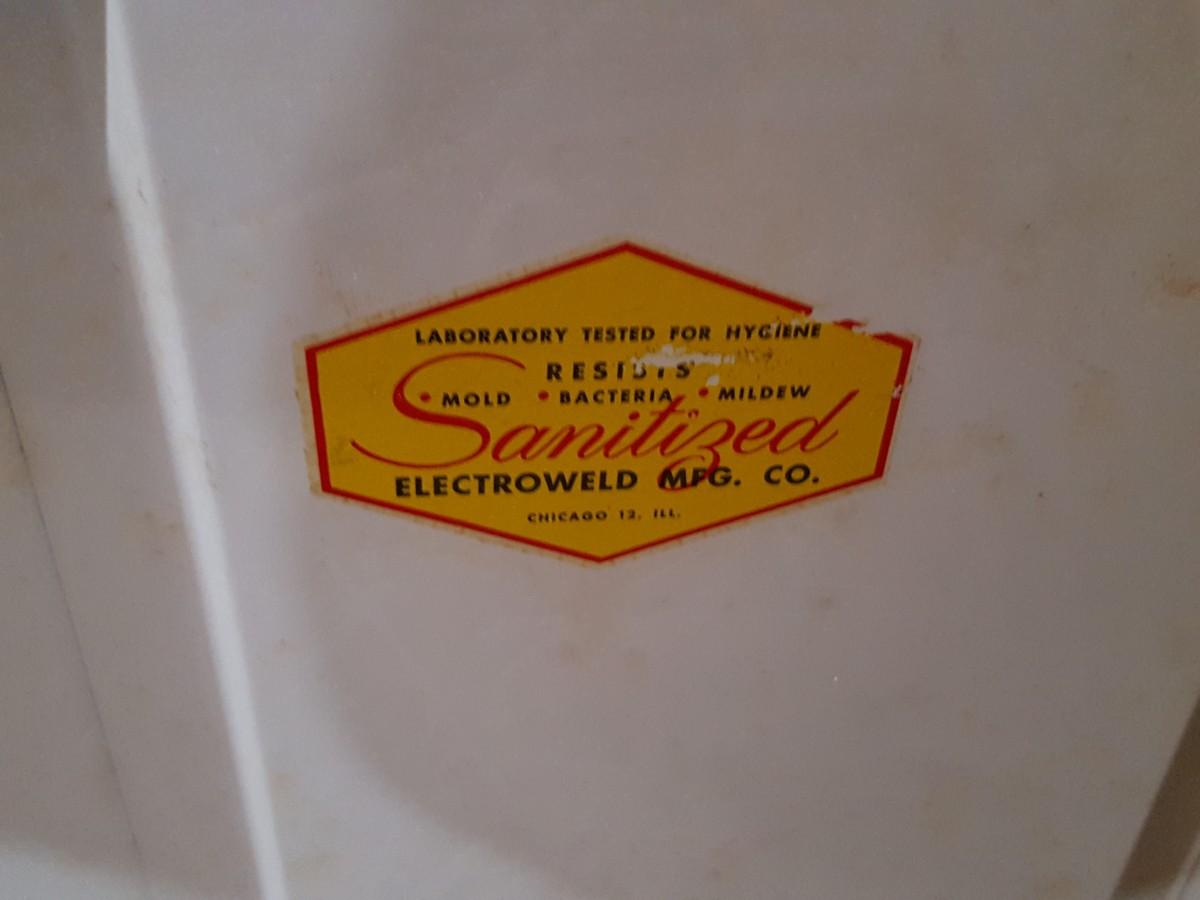 LABORATORY TESTED FOR HYGIENE
RESISTS
• MOLD • BACTERIA • MILDEW
Sanitized
ELECTROWELD MFG. CO.
CHICAGO 12, ILL.